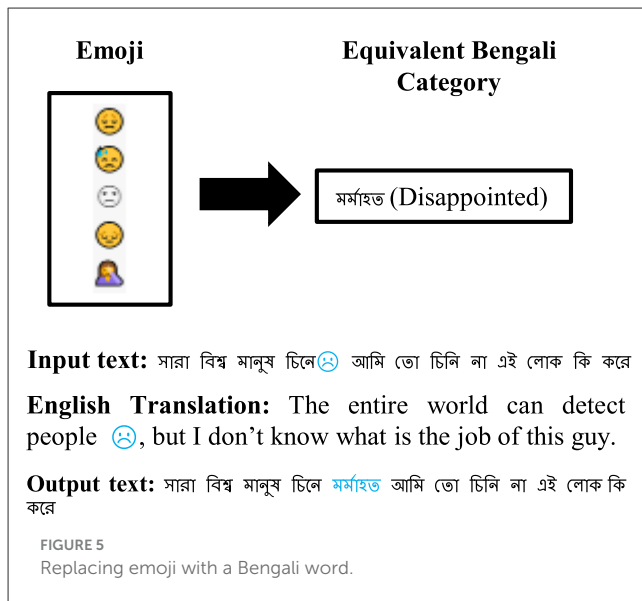 Emoji
Equivalent Bengali
Category
😞
😓
🙄
😔
🤦‍♀️
মর্মাহত (Disappointed)
Input text: সারা বিশ্ব মানুষ চিনে☹ আমি তো চিনি না এই লোক কি করে
English Translation: The entire world can detect
people ☹, but I don’t know what is the job of this guy.
Output text: সারা বিশ্ব মানুষ চিনে মর্মাহত আমি তো চিনি না এই লোক কি
করে
FIGURE 5
Replacing emoji with a Bengali word.